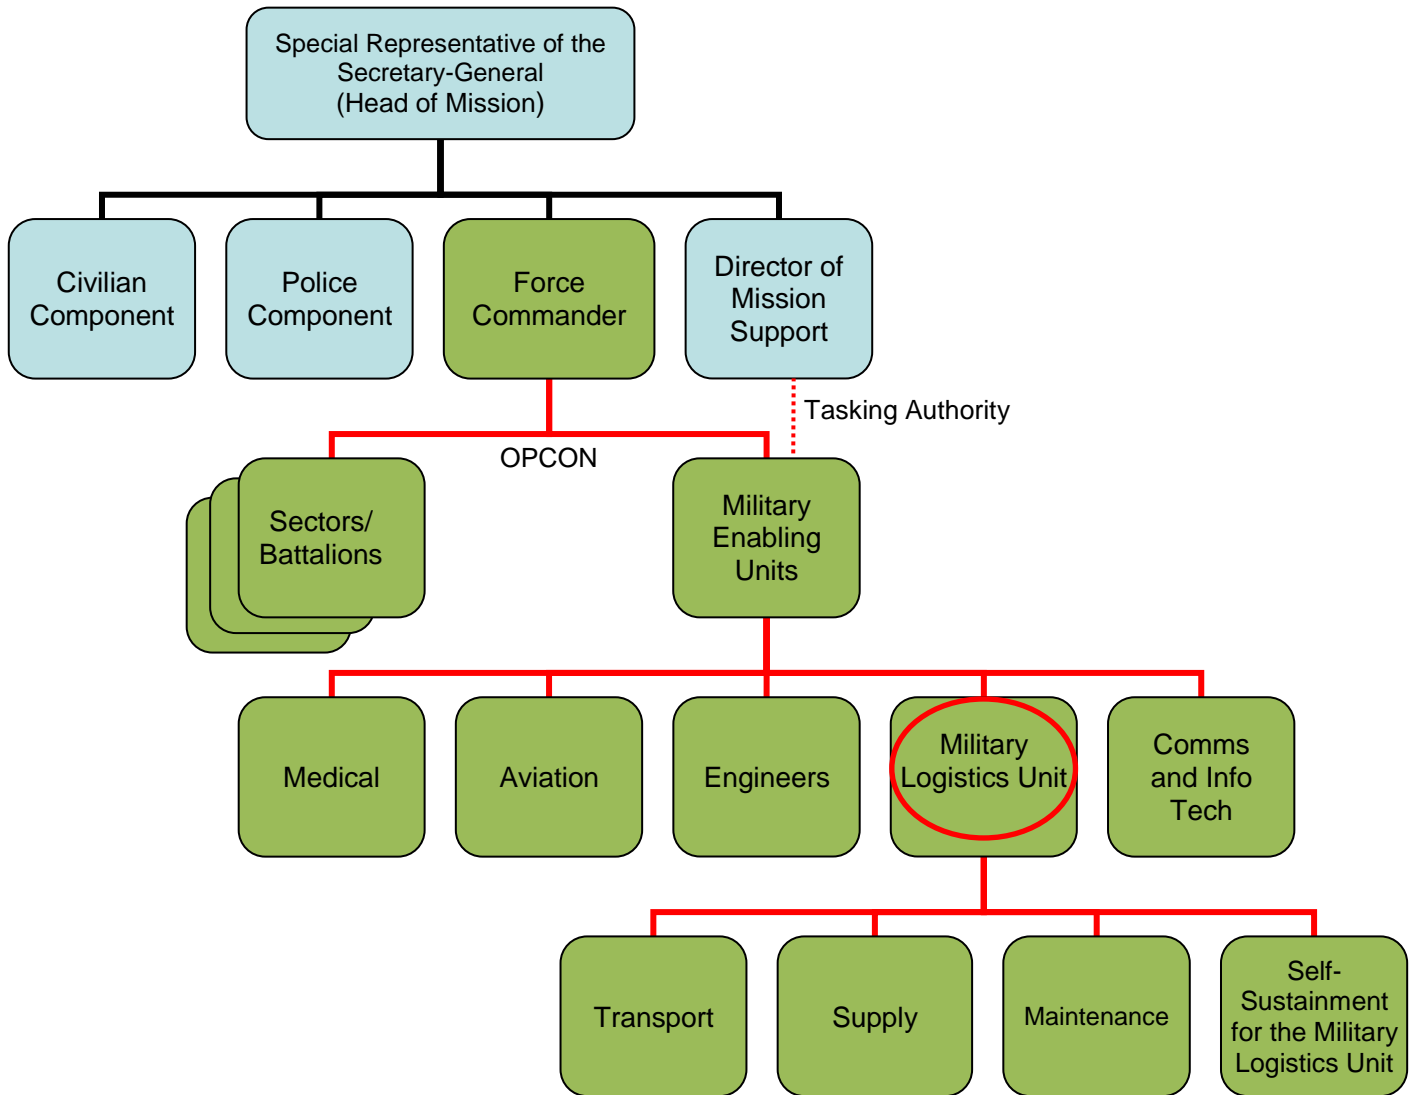 Special Representative of the
Secretary-General
(Head of Mission)
Civilian
Component
Police
Component
Force
Commander
Director of
Mission
Support
Tasking Authority
OPCON
Sectors/
Battalions
Military
Enabling
Units
Medical
Aviation
Engineers
Military
Logistics Unit
Comms
and Info
Tech
Transport
Supply
Maintenance
Self-
Sustainment
for the Military
Logistics Unit